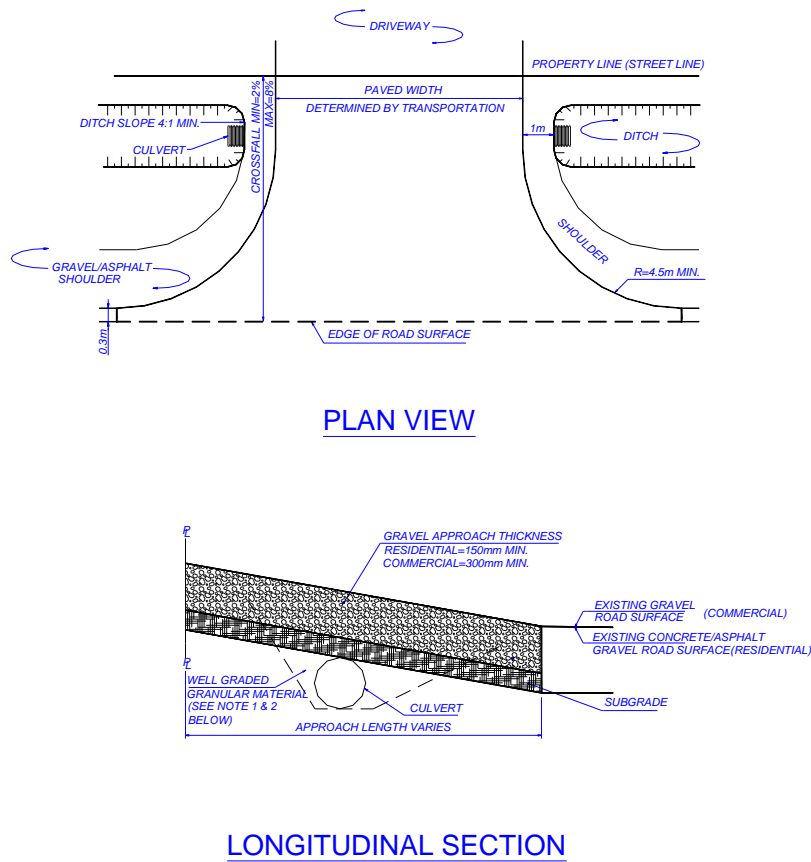 DRIVEWAY
PROPERTY LINE (STREET LINE)
PAVED WIDTH
DETERMINED BY TRANSPORTATION
CROSSFALL MIN=2%
MAX=8%
DITCH SLOPE 4:1 MIN.
CULVERT
1m
DITCH
SHOULDER
GRAVEL/ASPHALT
SHOULDER
R=4.5m MIN.
0.3m
EDGE OF ROAD SURFACE
PLAN VIEW
PL
GRAVEL APPROACH THICKNESS
RESIDENTIAL=150mm MIN.
COMMERCIAL=300mm MIN.
EXISTING GRAVEL
ROAD SURFACE (COMMERCIAL)
EXISTING CONCRETE/ASPHALT
GRAVEL ROAD SURFACE(RESIDENTIAL)
PL
WELL GRADED
GRANULAR MATERIAL
(SEE NOTE 1 & 2
BELOW)
CULVERT
SUBGRADE
APPROACH LENGTH VARIES
LONGITUDINAL SECTION